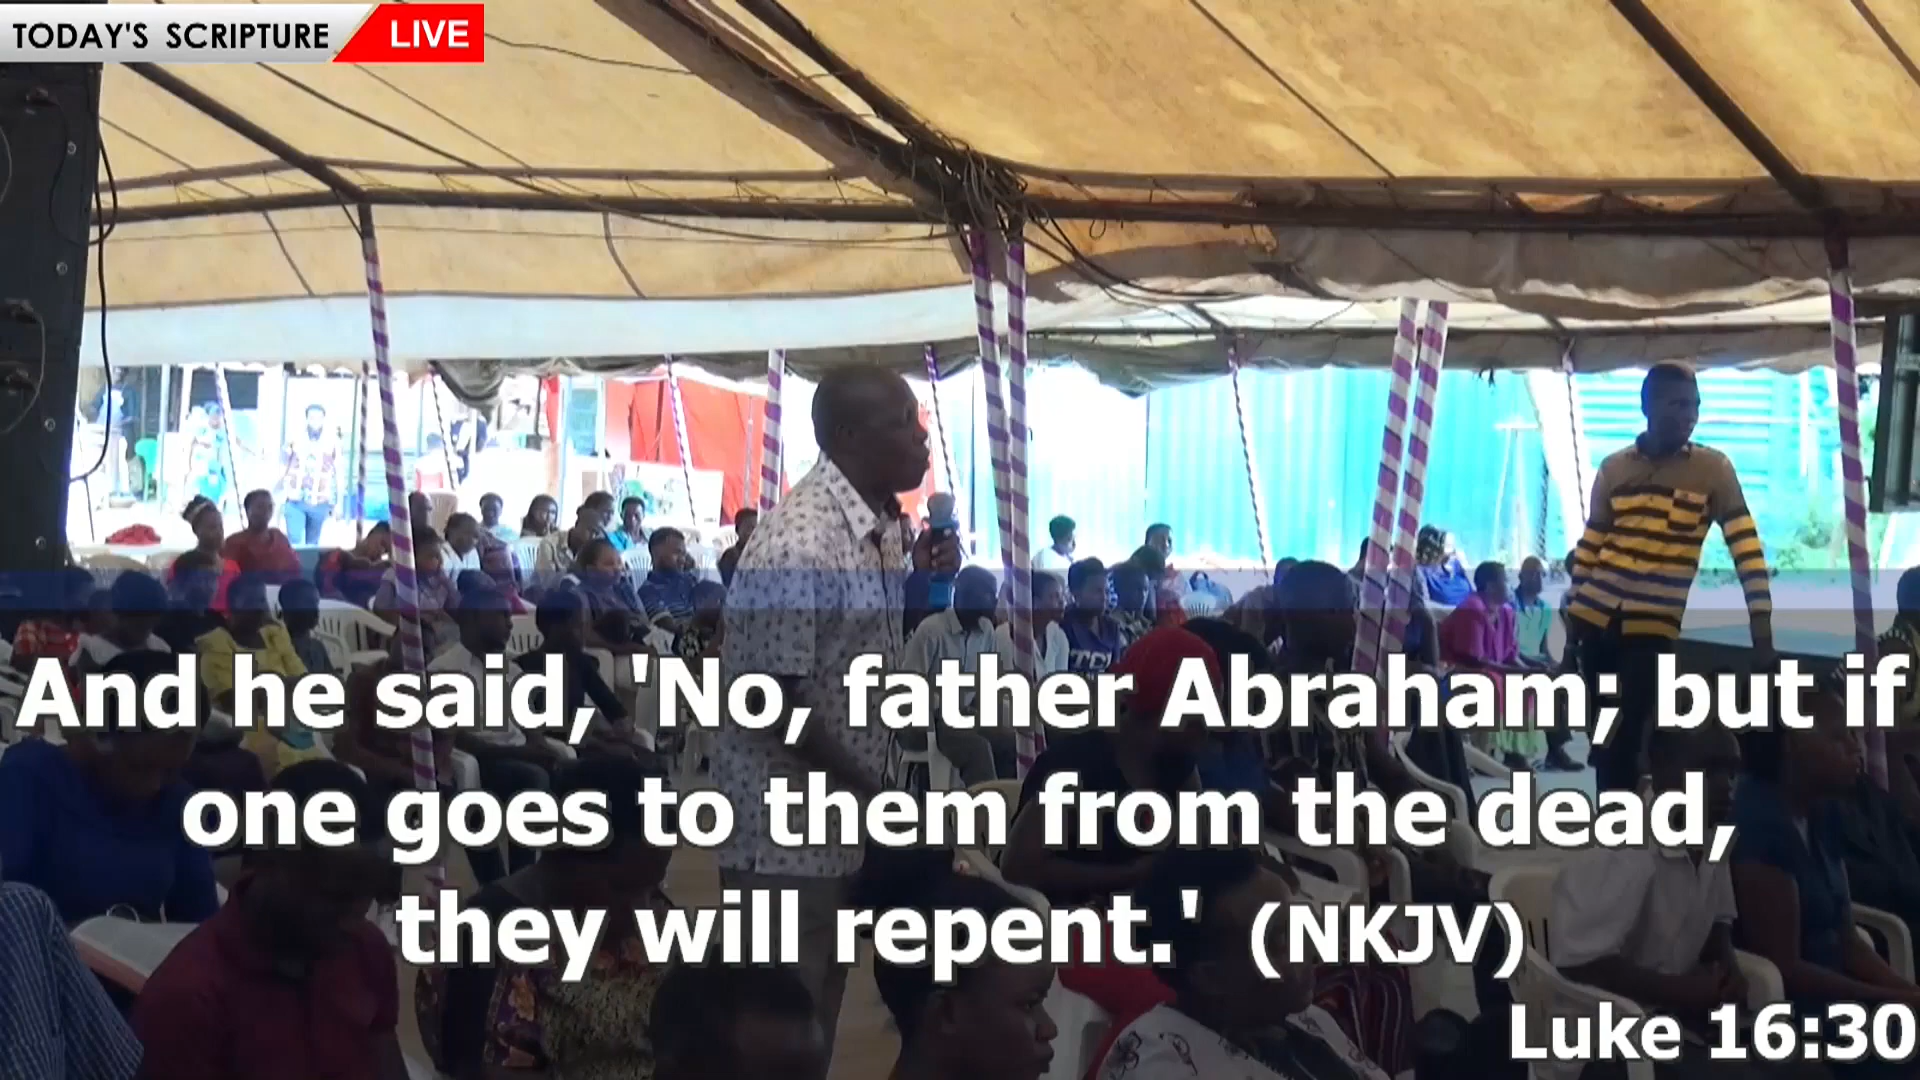 TODAY'S SCRIPTURE LIVE
And he said, 'No, father Abraham; but if
one goes to them from the dead,
they will repent.' (NKJV)
Luke 16:30